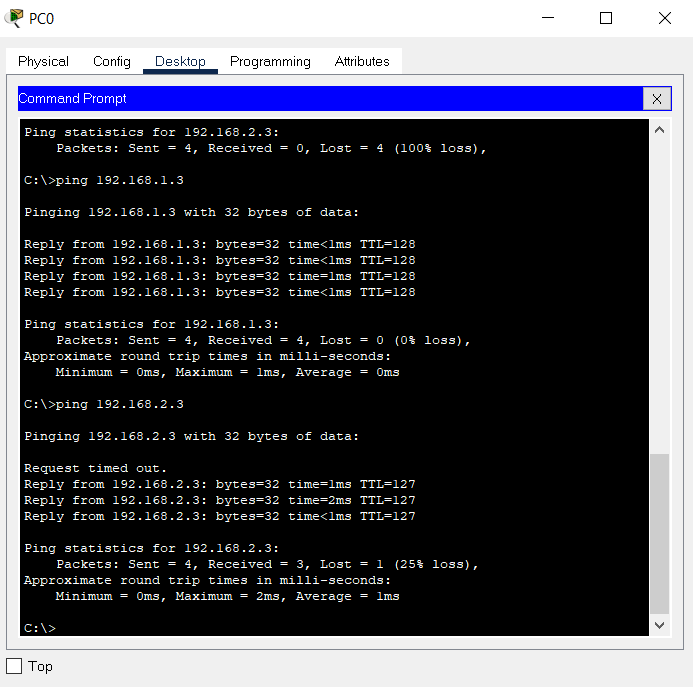 PC0
Physical Config Desktop Programming Attributes
Command Prompt
X
Ping statistics for 192.168.2.3:
    Packets: Sent = 4, Received = 0, Lost = 4 (100% loss),
C:\>ping 192.168.1.3
Pinging 192.168.1.3 with 32 bytes of data:
Reply from 192.168.1.3: bytes=32 time<1ms TTL=128
Reply from 192.168.1.3: bytes=32 time<1ms TTL=128
Reply from 192.168.1.3: bytes=32 time=1ms TTL=128
Reply from 192.168.1.3: bytes=32 time<1ms TTL=128
Ping statistics for 192.168.1.3:
    Packets: Sent = 4, Received = 4, Lost = 0 (0% loss),
Approximate round trip times in milli-seconds:
    Minimum = 0ms, Maximum = 1ms, Average = 0ms
C:\>ping 192.168.2.3
Pinging 192.168.2.3 with 32 bytes of data:
Request timed out.
Reply from 192.168.2.3: bytes=32 time=1ms TTL=127
Reply from 192.168.2.3: bytes=32 time=2ms TTL=127
Reply from 192.168.2.3: bytes=32 time<1ms TTL=127
Ping statistics for 192.168.2.3:
    Packets: Sent = 4, Received = 3, Lost = 1 (25% loss),
Approximate round trip times in milli-seconds:
    Minimum = 0ms, Maximum = 2ms, Average = 1ms
C:\>
Top